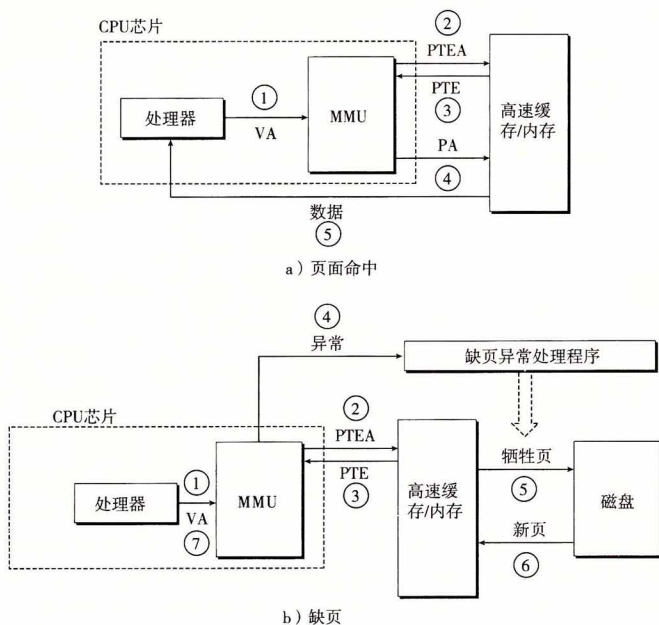 CPU芯片
②
PTEA
①
PTE
处理器
MMU
高速缓
存/内存
VA
③
PA
④
数据
⑤
a）页面命中
④
异常
缺页异常处理程序
CPU芯片
②
PTEA
牺牲页
①
PTE
处理器
MMU
高速缓
存/内存
⑤
磁盘
VA
③
新页
⑦
⑥
b）缺页